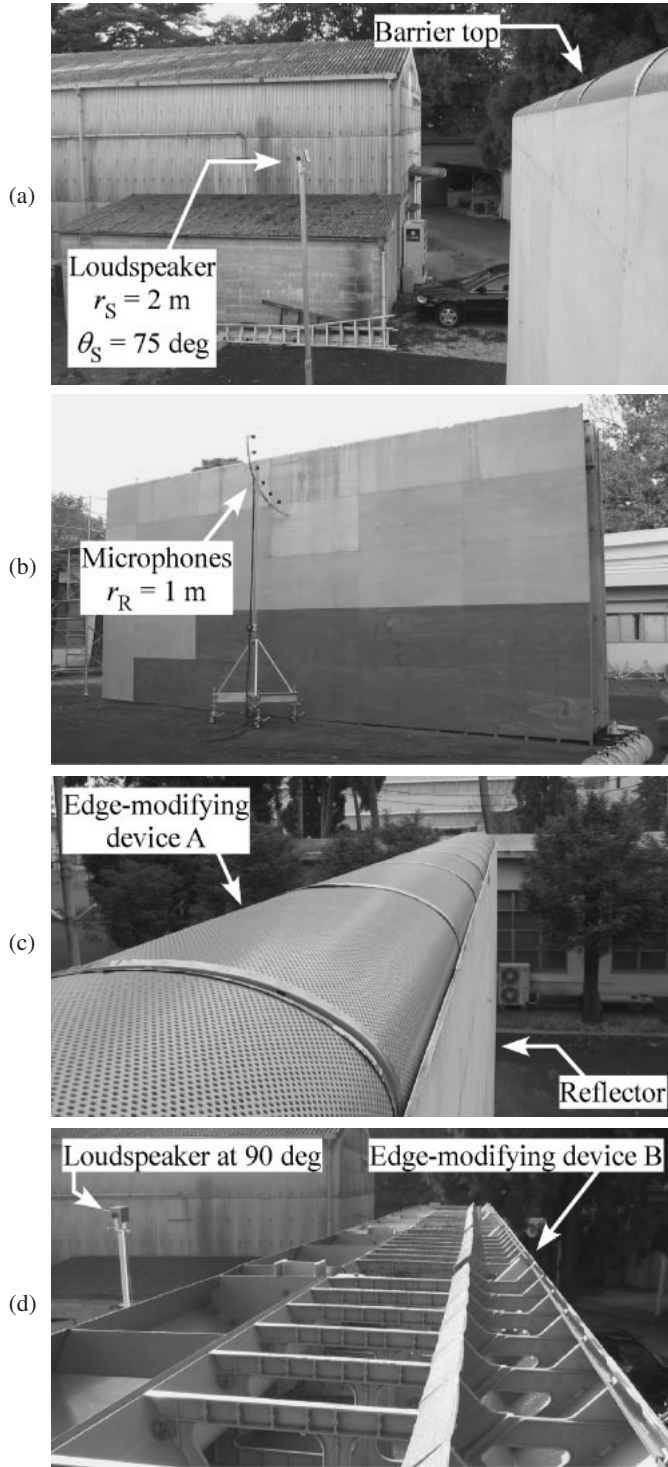 (a)
Barrier top
Loudspeaker
r_S = 2 m
θ_S = 75 deg
(b)
Microphones
r_R = 1 m
(c)
Edge-modifying
device A
Reflector
(d)
Loudspeaker at 90 deg
Edge-modifying device B